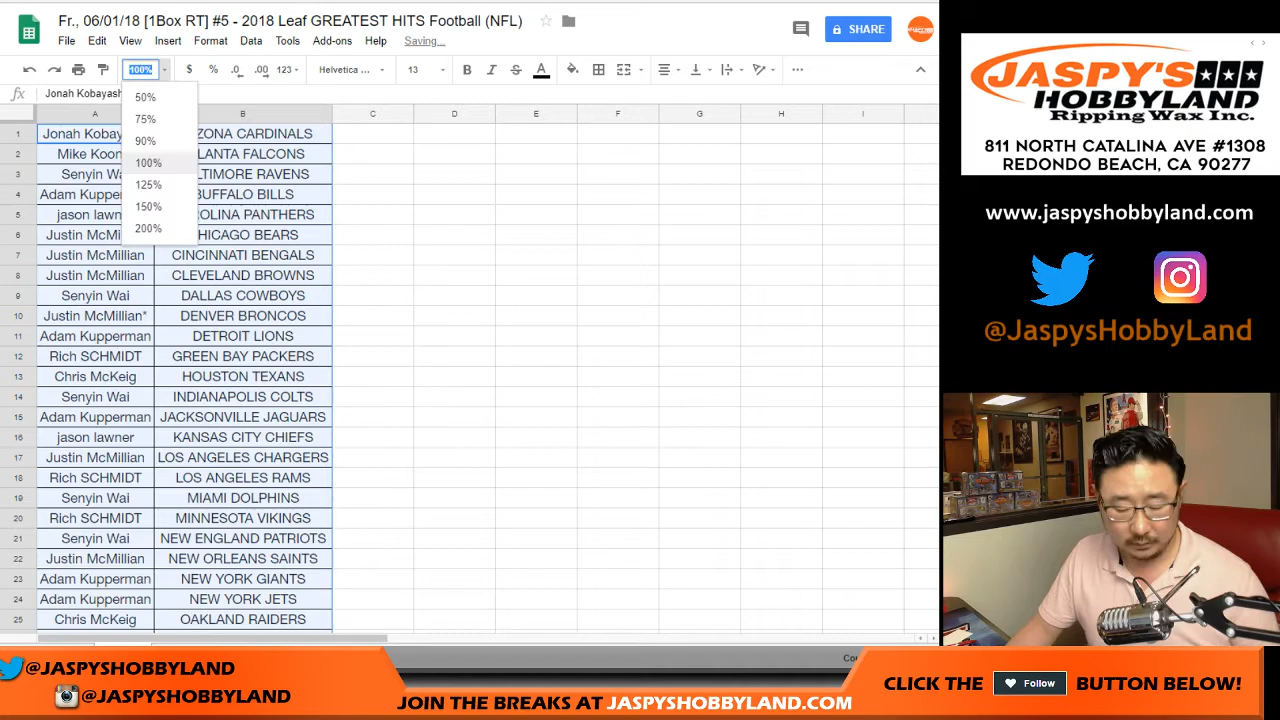 Fr., 06/01/18 [1Box RT] #5 - 2018 Leaf GREATEST HITS Football (NFL)
File Edit View Insert Format Data Tools Add-ons Help Saving...
SHARE
100% $ % .0 .00 123 Helvetica ... 13 B I S A
fx Jonah Kobayash
50%
75%
90%
100%
125%
150%
200%
A B C D E F G H I
1 Jonah Kobay ZONA CARDINALS
2 Mike Koon LANTA FALCONS
3 Senyin Wa LTIMORE RAVENS
4 Adam Kuppe BUFFALO BILLS
5 jason lawn ROLINA PANTHERS
6 Justin McMi CHICAGO BEARS
7 Justin McMillian CINCINNATI BENGALS
8 Justin McMillian CLEVELAND BROWNS
9 Senyin Wai DALLAS COWBOYS
10 Justin McMillian* DENVER BRONCOS
11 Adam Kupperman DETROIT LIONS
12 Rich SCHMIDT GREEN BAY PACKERS
13 Chris McKeig HOUSTON TEXANS
14 Senyin Wai INDIANAPOLIS COLTS
15 Adam Kupperman JACKSONVILLE JAGUARS
16 jason lawner KANSAS CITY CHIEFS
17 Justin McMillian LOS ANGELES CHARGERS
18 Rich SCHMIDT LOS ANGELES RAMS
19 Senyin Wai MIAMI DOLPHINS
20 Rich SCHMIDT MINNESOTA VIKINGS
21 Senyin Wai NEW ENGLAND PATRIOTS
22 Justin McMillian NEW ORLEANS SAINTS
23 Adam Kupperman NEW YORK GIANTS
24 Adam Kupperman NEW YORK JETS
25 Chris McKeig OAKLAND RAIDERS
JASPY'S
HOBBYLAND
Ripping Wax Inc.
811 NORTH CATALINA AVE #1308
REDONDO BEACH, CA 90277
www.jaspyshobbyland.com
@JaspysHobbyLand
@JASPYSHOBBYLAND
@JASPYSHOBBYLAND
JOIN THE BREAKS AT JASPYSHOBBYLAND.COM
CLICK THE Follow BUTTON BELOW!